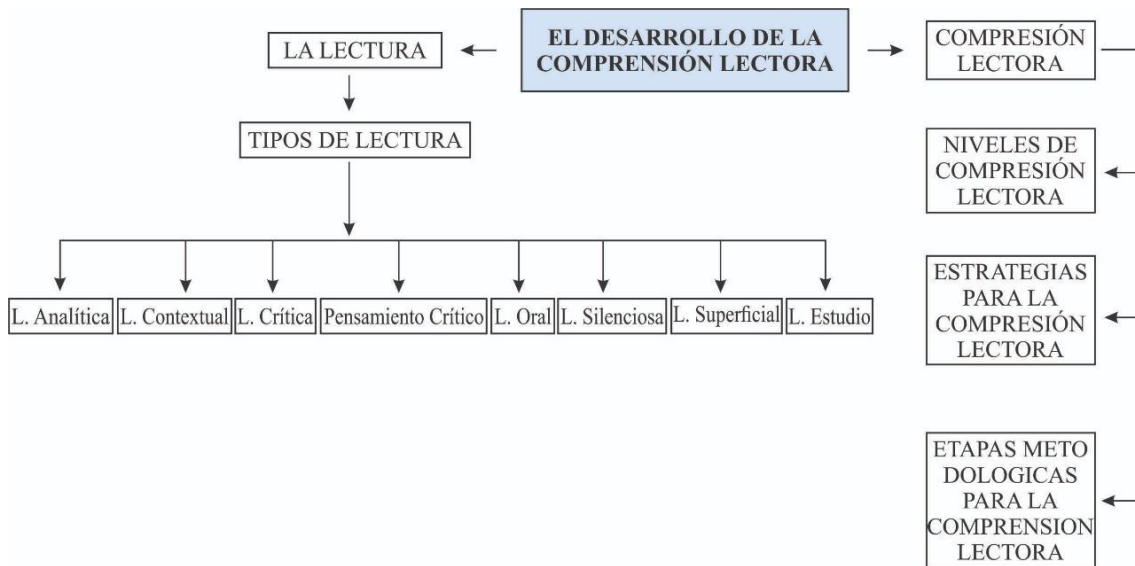 LA LECTURA
EL DESARROLLO DE LA
COMPRENSIÓN LECTORA
COMPRESIÓN
LECTORA
TIPOS DE LECTURA
NIVELES DE
COMPRESIÓN
LECTORA
L. Analítica
L. Contextual
L. Crítica
Pensamiento Crítico
L. Oral
L. Silenciosa
L. Superficial
L. Estudio
ESTRATEGIAS
PARA LA
COMPRESIÓN
LECTORA
ETAPAS METO
DOLOGICAS
PARA LA
COMPRENSION
LECTORA